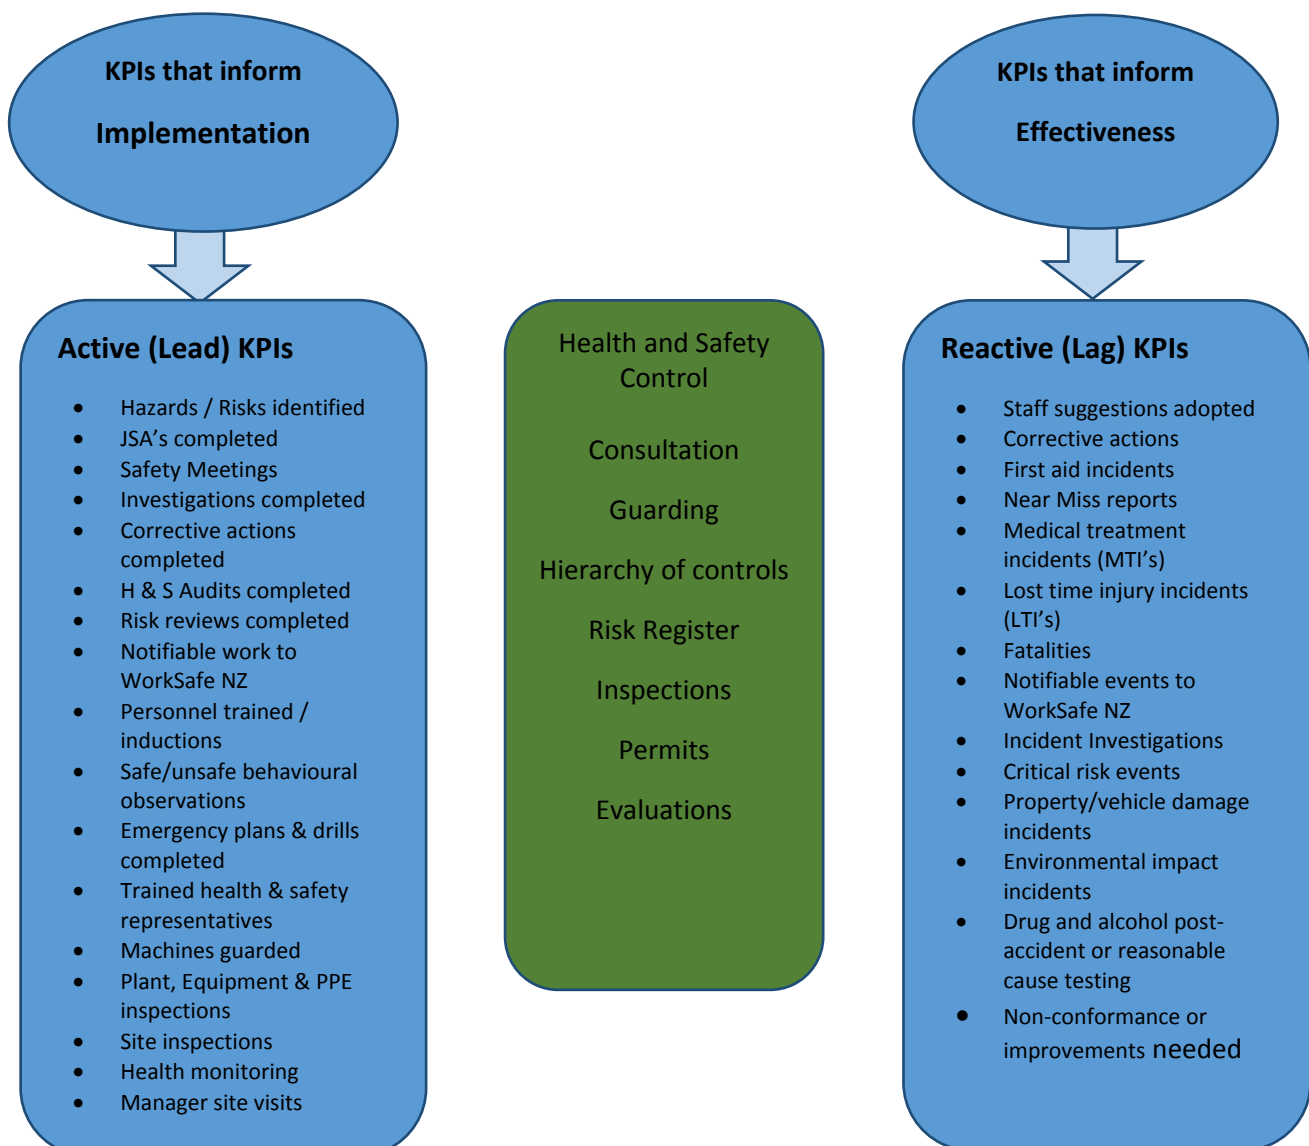 KPIs that inform
Implementation
Active (Lead) KPIs
• Hazards / Risks identified
• JSA’s completed
• Safety Meetings
• Investigations completed
• Corrective actions
completed
• H & S Audits completed
• Risk reviews completed
• Notifiable work to
WorkSafe NZ
• Personnel trained /
inductions
• Safe/unsafe behavioural
observations
• Emergency plans & drills
completed
• Trained health & safety
representatives
• Machines guarded
• Plant, Equipment & PPE
inspections
• Site inspections
• Health monitoring
• Manager site visits
Health and Safety
Control
Consultation
Guarding
Hierarchy of controls
Risk Register
Inspections
Permits
Evaluations
KPIs that inform
Effectiveness
Reactive (Lag) KPIs
• Staff suggestions adopted
• Corrective actions
• First aid incidents
• Near Miss reports
• Medical treatment
incidents (MTI’s)
• Lost time injury incidents
(LTI’s)
• Fatalities
• Notifiable events to
WorkSafe NZ
• Incident Investigations
• Critical risk events
• Property/vehicle damage
incidents
• Environmental impact
incidents
• Drug and alcohol post-
accident or reasonable
cause testing
• Non-conformance or
improvements needed